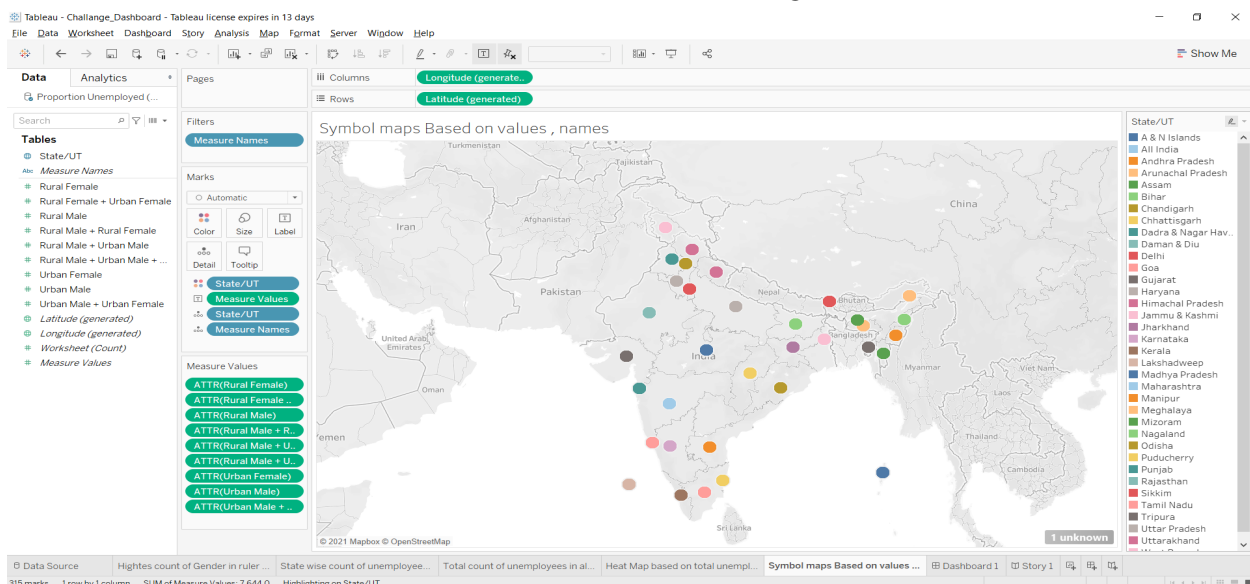 Tableau - Challange_Dashboard - Tableau license expires in 13 days
File Data Worksheet Dashboard Story Analysis Map Format Server Window Help
Show Me
Data Analytics
Proportion Unemployed (...
Search
Tables
State/UT
Abc Measure Names
# Rural Female
# Rural Female + Urban Female
# Rural Male
# Rural Male + Rural Female
# Rural Male + Urban Male
# Rural Male + Urban Male + ...
# Urban Female
# Urban Male
# Urban Male + Urban Female
Latitude (generated)
Longitude (generated)
# Worksheet (Count)
# Measure Values
Pages
Filters
Measure Names
Marks
Automatic
Color Size Label
Detail Tooltip
State/UT
Measure Values
State/UT
Measure Names
Measure Values
ATTR(Rural Female)
ATTR(Rural Female ..
ATTR(Rural Male)
ATTR(Rural Male + R..
ATTR(Rural Male + U..
ATTR(Rural Male + U..
ATTR(Urban Female)
ATTR(Urban Male)
ATTR(Urban Male + ..
Columns Longitude (generate..
Rows Latitude (generated)
Symbol maps Based on values , names
Turkmenistan
Tajikistan
China
Afghanistan
Iran
Pakistan
Nepal
Bhutan
United Arab
Emirates
Bangladesh
India
Myanmar
Viet Nam
Oman
Laos
Yemen
Thailand
Cambodia
Sri Lanka
© 2021 Mapbox © OpenStreetMap
1 unknown
State/UT
A & N Islands
All India
Andhra Pradesh
Arunachal Pradesh
Assam
Bihar
Chandigarh
Chhattisgarh
Dadra & Nagar Hav..
Daman & Diu
Delhi
Goa
Gujarat
Haryana
Himachal Pradesh
Jammu & Kashmi
Jharkhand
Karnataka
Kerala
Lakshadweep
Madhya Pradesh
Maharashtra
Manipur
Meghalaya
Mizoram
Nagaland
Odisha
Puducherry
Punjab
Rajasthan
Sikkim
Tamil Nadu
Tripura
Uttar Pradesh
Uttarakhand
Data Source Hightes count of Gender in ruler ... State wise count of unemployee... Total count of unemployees in al... Heat Map based on total unempl... Symbol maps Based on values ... Dashboard 1 Story 1
315 marks 1 row by 1 column SUM of Measure Values: 7,644.0 Highlighting on State/UT